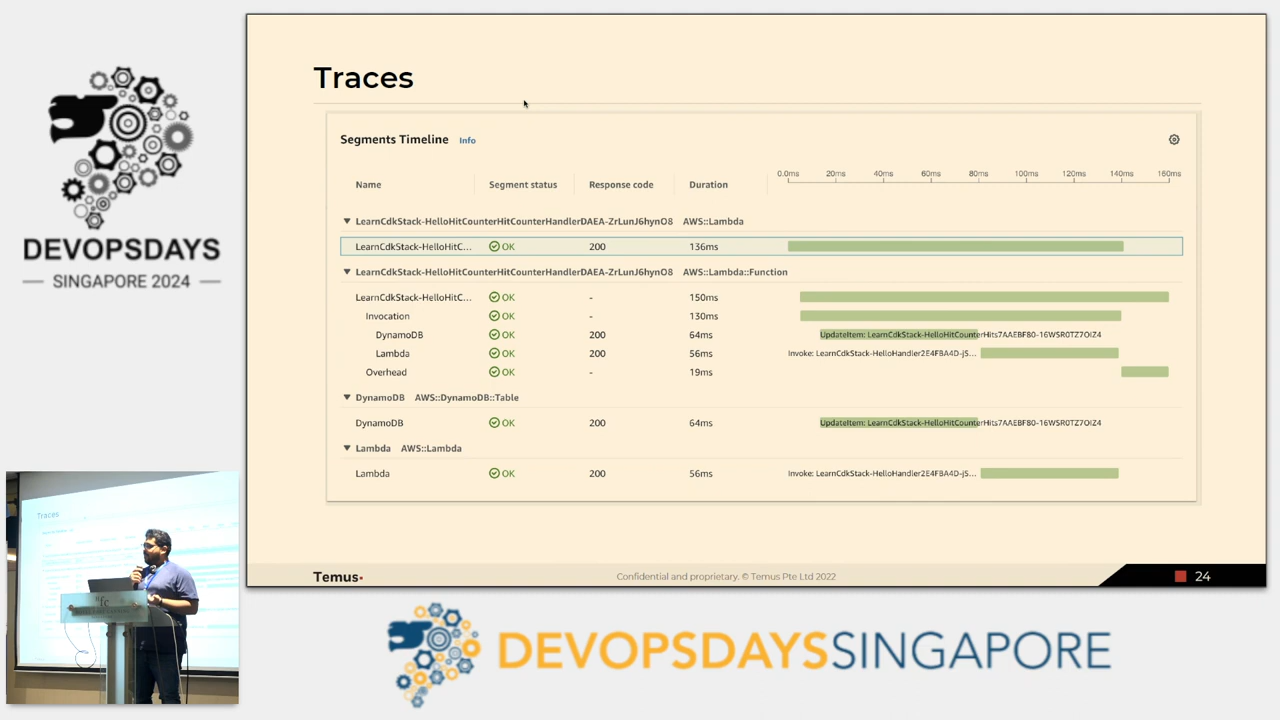 DEVOPSDAYS
SINGAPORE 2024
Traces
Segments Timeline Info
Name Segment status Response code Duration 0.0ms 20ms 40ms 60ms 80ms 100ms 120ms 140ms 160ms
LearnCdkStack-HelloHitCounterHitCounterHandlerDAEA-ZrLunJ6hynO8 AWS::Lambda
LearnCdkStack-HelloHitC... OK 200 136ms
LearnCdkStack-HelloHitCounterHitCounterHandlerDAEA-ZrLunJ6hynO8 AWS::Lambda::Function
LearnCdkStack-HelloHitC... OK - 150ms
Invocation OK - 130ms
DynamoDB OK 200 64ms UpdateItem: LearnCdkStack-HelloHitCounterHits7AAEBF80-16WSR0TZ7OIZ4
Lambda OK 200 56ms Invoke: LearnCdkStack-HelloHandler2E4FBA4D-jS...
Overhead OK - 19ms
DynamoDB AWS::DynamoDB::Table
DynamoDB OK 200 64ms UpdateItem: LearnCdkStack-HelloHitCounterHits7AAEBF80-16WSR0TZ7OIZ4
Lambda AWS::Lambda
Lambda OK 200 56ms Invoke: LearnCdkStack-HelloHandler2E4FBA4D-jS...
Temus
Confidential and proprietary. © Temus Pte Ltd 2022
24
Traces
DEVOPSDAYSSINGAPORE